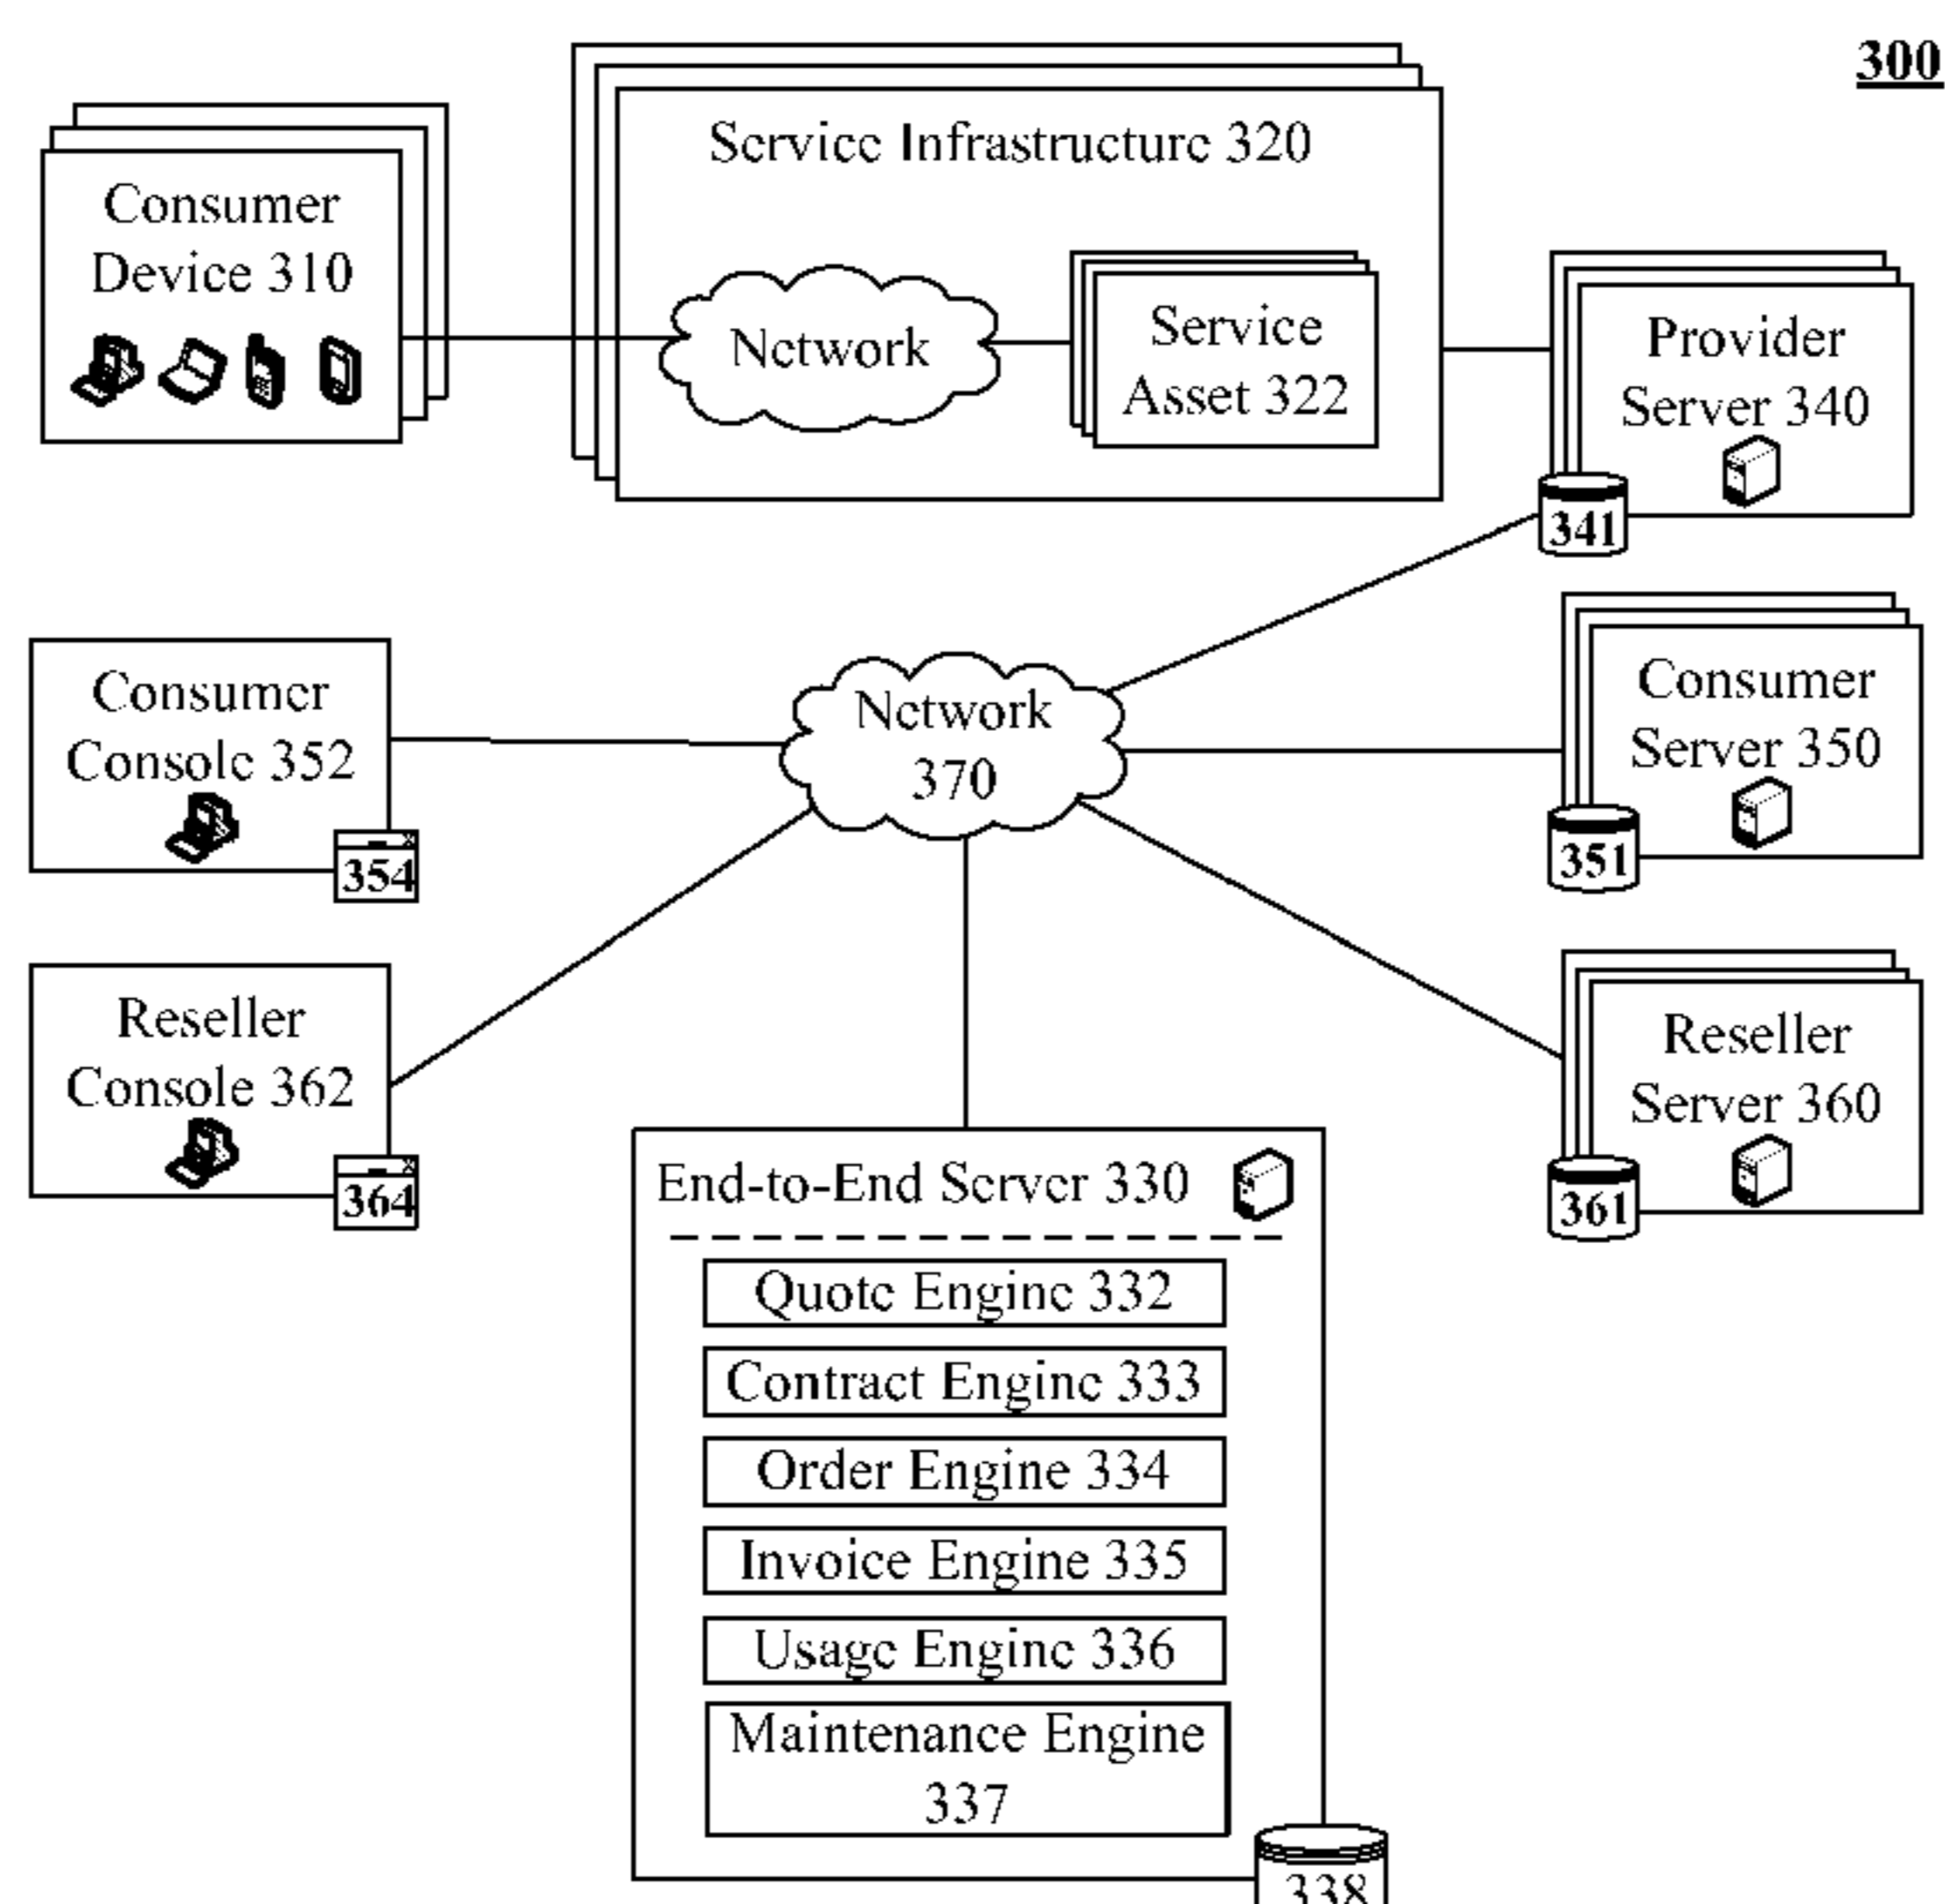 300
Service Infrastructure 320
Consumer
Device 310
Network
Service
Asset 322
Provider
Server 340
341
Consumer
Console 352
354
Network
370
Consumer
Server 350
351
Reseller
Console 362
364
Reseller
Server 360
361
End-to-End Server 330
Quote Engine 332
Contract Engine 333
Order Engine 334
Invoice Engine 335
Usage Engine 336
Maintenance Engine
337
338